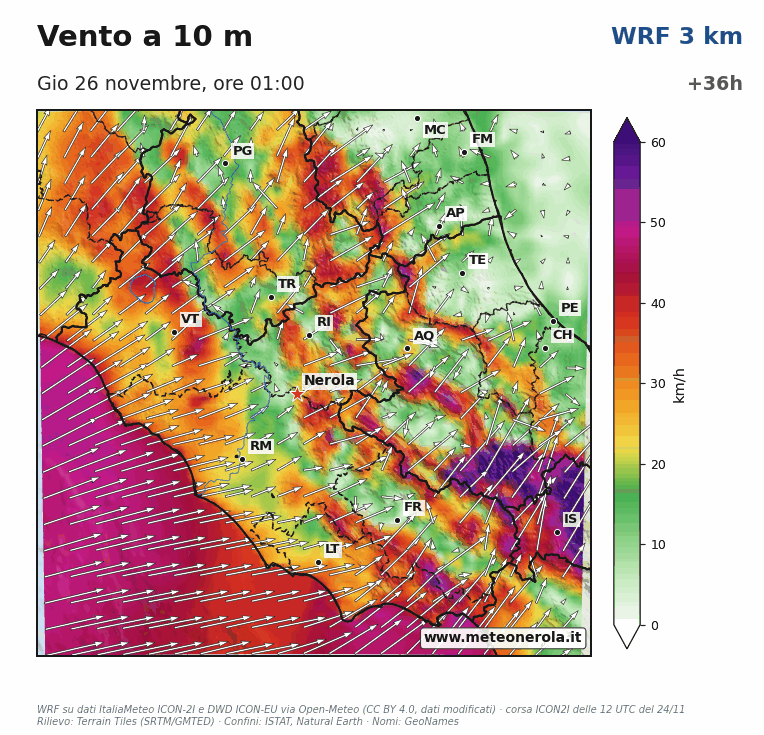 Vento a 10 m
WRF 3 km
Gio 26 novembre, ore 01:00
+36h
MC
FM
PG
AP
TE
TR
PE
VT
RI
AQ
CH
Nerola
RM
FR
IS
LT
www.meteonerola.it
60
50
40
30
20
10
0
km/h
WRF su dati ItaliaMeteo ICON-2I e DWD ICON-EU via Open-Meteo (CC BY 4.0, dati modificati) · corsa ICON2I delle 12 UTC del 24/11
Rilievo: Terrain Tiles (SRTM/GMTED) · Confini: ISTAT, Natural Earth · Nomi: GeoNames